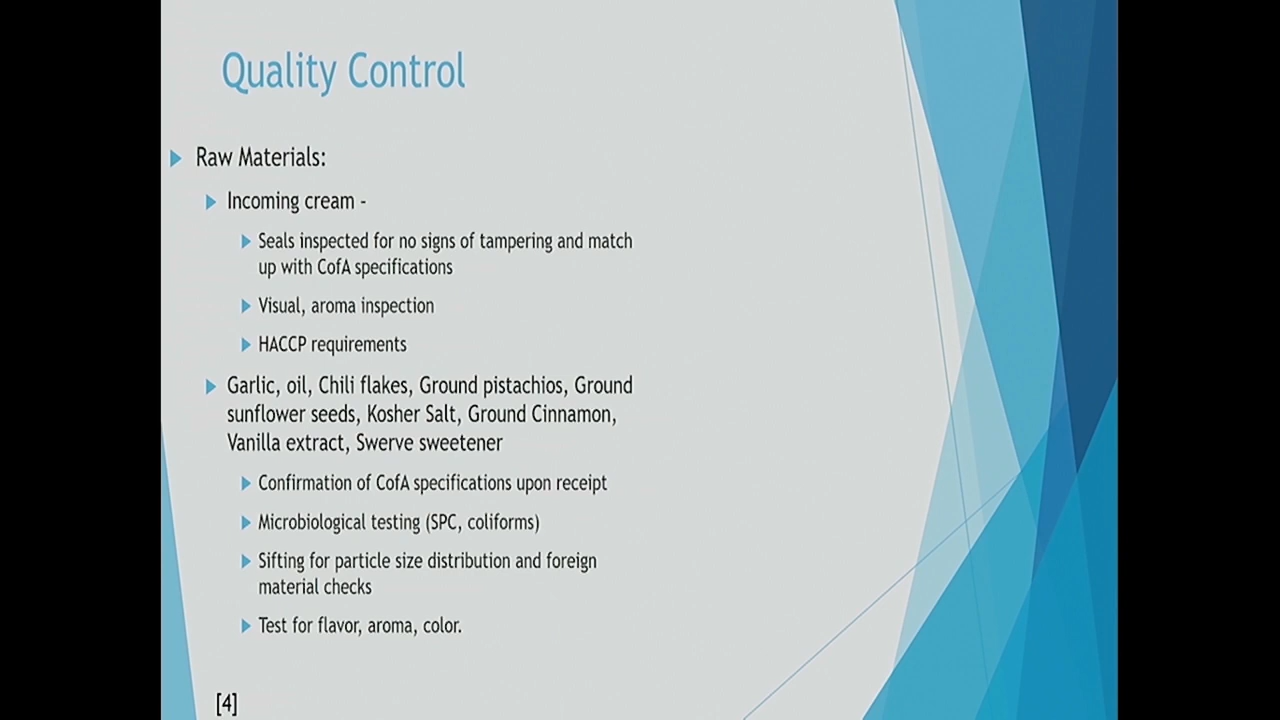 Quality Control
Raw Materials:
Incoming cream -
Seals inspected for no signs of tampering and match
up with CofA specifications
Visual, aroma inspection
HACCP requirements
Garlic, oil, Chili flakes, Ground pistachios, Ground
sunflower seeds, Kosher Salt, Ground Cinnamon,
Vanilla extract, Swerve sweetener
Confirmation of CofA specifications upon receipt
Microbiological testing (SPC, coliforms)
Sifting for particle size distribution and foreign
material checks
Test for flavor, aroma, color.
[4]